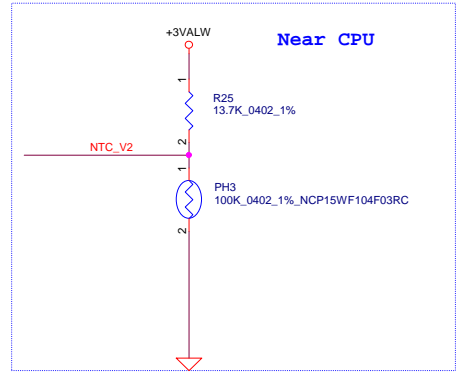 +3VALW
Near CPU
1
R25
13.7K_0402_1%
2
NTC_V2
1
PH3
100K_0402_1%_NCP15WF104F03RC
2